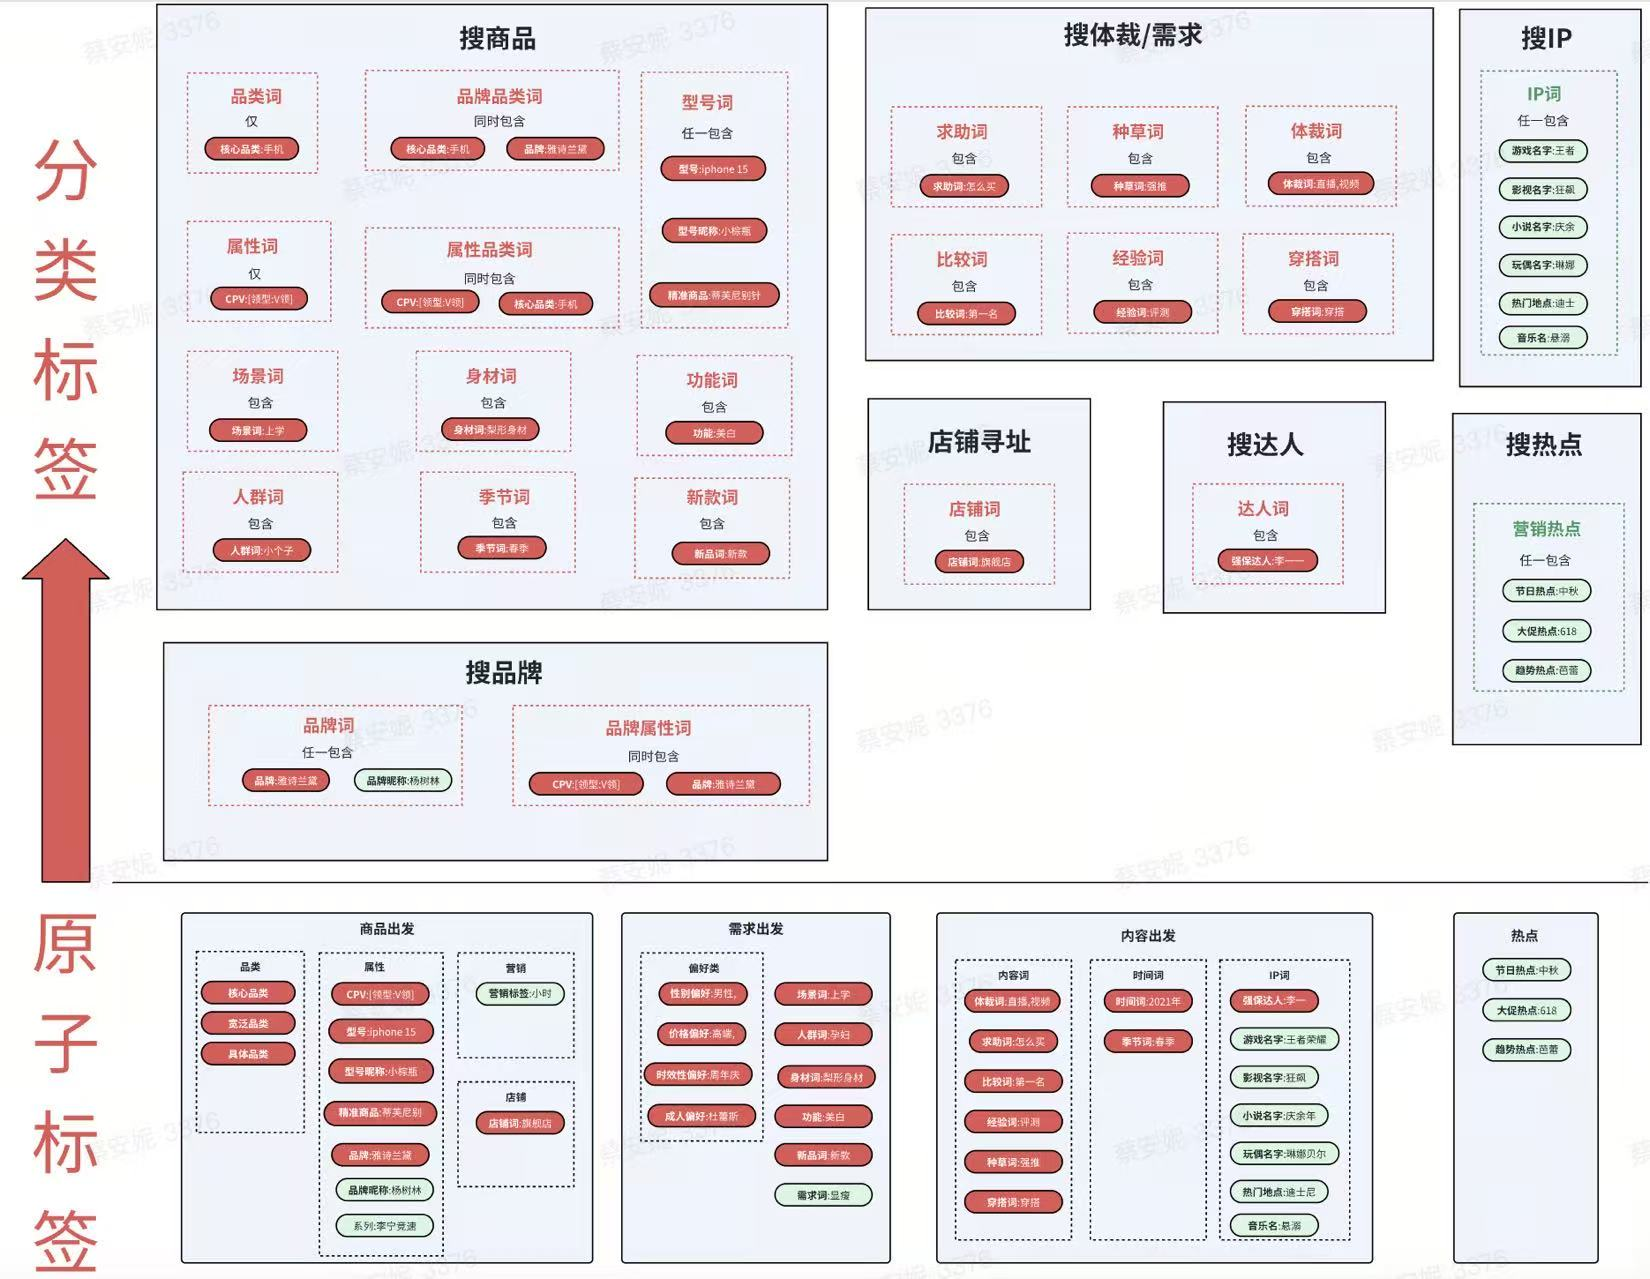 分类标签
搜商品
品类词
仅
核心品类:手机
品牌品类词
同时包含
核心品类:手机
品牌:雅诗兰黛
型号词
任一包含
型号:iphone 15
型号昵称:小棕瓶
精准商品:蒂芙尼别针
属性词
仅
CPV:[领型:V领]
属性品类词
同时包含
CPV:[领型:V领]
核心品类:手机
场景词
包含
场景词:上学
身材词
包含
身材词:梨形身材
功能词
包含
功能:美白
人群词
包含
人群词:小个子
季节词
包含
季节词:春季
新款词
包含
新品词:新款
搜体裁/需求
求助词
包含
求助词:怎么买
种草词
包含
种草词:强推
体裁词
包含
体裁词:直播,视频
比较词
包含
比较词:第一名
经验词
包含
经验词:评测
穿搭词
包含
穿搭词:穿搭
搜IP
IP词
任一包含
游戏名字:王者
影视名字:狂飙
小说名字:庆余
玩偶名字:琳娜
热门地点:迪士
音乐名:悬溺
店铺寻址
店铺词
包含
店铺词:旗舰店
搜达人
达人词
包含
强保达人:李一一
搜热点
营销热点
任一包含
节日热点:中秋
大促热点:618
趋势热点:芭蕾
搜品牌
品牌词
任一包含
品牌:雅诗兰黛
品牌昵称:杨树林
品牌属性词
同时包含
CPV:[领型:V领]
品牌:雅诗兰黛
原子标签
商品出发
品类
核心品类
宽泛品类
具体品类
属性
CPV:[领型:V领]
型号:iphone 15
型号昵称:小棕瓶
精准商品:蒂芙尼别
品牌:雅诗兰黛
品牌昵称:杨树林
系列:李宁竞速
营销
营销标签:小时
店铺
店铺词:旗舰店
需求出发
偏好类
性别偏好:男性,
价格偏好:高端,
时效性偏好:周年庆
成人偏好:杜蕾斯
场景词:上学
人群词:孕妇
身材词:梨形身材
功能:美白
新品词:新款
需求词:显瘦
内容出发
内容词
体裁词:直播,视频
求助词:怎么买
比较词:第一名
经验词:评测
种草词:强推
穿搭词:穿搭
时间词
时间词:2021年
季节词:春季
IP词
强保达人:李一
游戏名字:王者荣耀
影视名字:狂飙
小说名字:庆余年
玩偶名字:琳娜贝尔
热门地点:迪士尼
音乐名:悬溺
热点
节日热点:中秋
大促热点:618
趋势热点:芭蕾
蔡安妮 3376